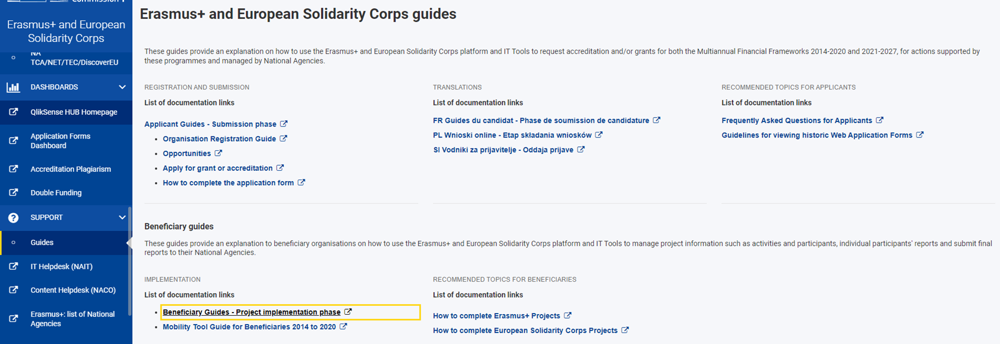 Commission
Erasmus+ and European
Solidarity Corps
NA
TCA/NET/TEC/DiscoverEU
DASHBOARDS
QlikSense HUB Homepage
Application Forms
Dashboard
Accreditation Plagiarism
Double Funding
SUPPORT
Guides
IT Helpdesk (NAIT)
Content Helpdesk (NACO)
Erasmus+: list of National
Agencies
Erasmus+ and European Solidarity Corps guides
These guides provide an explanation on how to use the Erasmus+ and European Solidarity Corps platform and IT Tools to request accreditation and/or grants for both the Multiannual Financial Frameworks 2014-2020 and 2021-2027, for actions supported by
these programmes and managed by National Agencies.
REGISTRATION AND SUBMISSION
List of documentation links
Applicant Guides - Submission phase
• Organisation Registration Guide
• Opportunities
• Apply for grant or accreditation
• How to complete the application form
TRANSLATIONS
List of documentation links
FR Guides du candidat - Phase de soumission de candidature
PL Wnioski online - Etap składania wniosków
SI Vodniki za prijavitelje - Oddaja prijave
RECOMMENDED TOPICS FOR APPLICANTS
List of documentation links
Frequently Asked Questions for Applicants
Guidelines for viewing historic Web Application Forms
Beneficiary guides
These guides provide an explanation to beneficiary organisations on how to use the Erasmus+ and European Solidarity Corps platform and IT Tools to manage project information such as activities and participants, individual participants' reports and submit final
reports to their National Agencies.
IMPLEMENTATION
List of documentation links
• Beneficiary Guides - Project implementation phase
• Mobility Tool Guide for Beneficiaries 2014 to 2020
RECOMMENDED TOPICS FOR BENEFICIARIES
List of documentation links
How to complete Erasmus+ Projects
How to complete European Solidarity Corps Projects